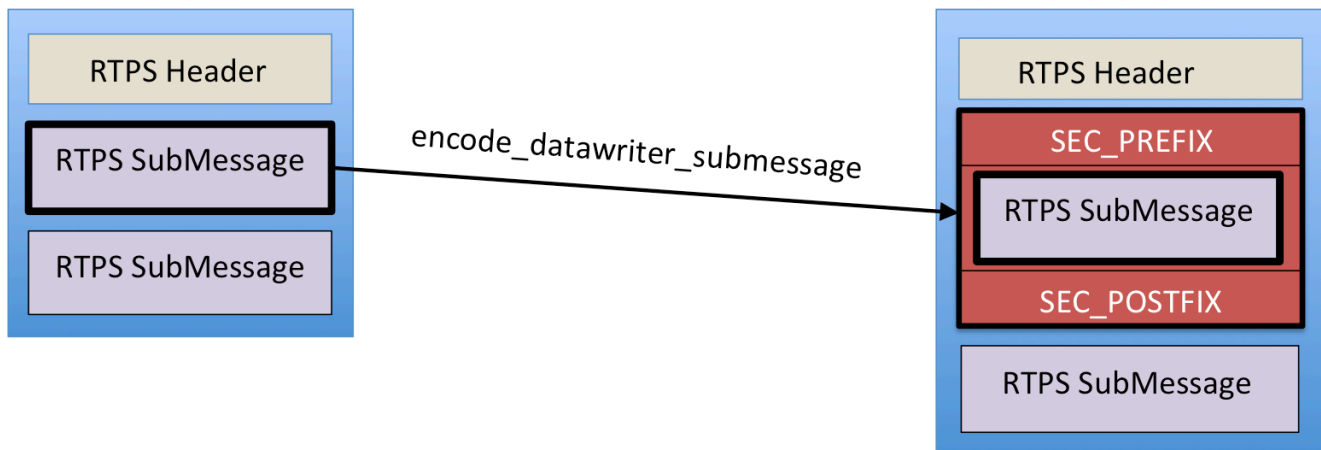 RTPS Header
RTPS SubMessage
RTPS SubMessage
encode_datawriter_submessage
RTPS Header
SEC_PREFIX
RTPS SubMessage
SEC_POSTFIX
RTPS SubMessage